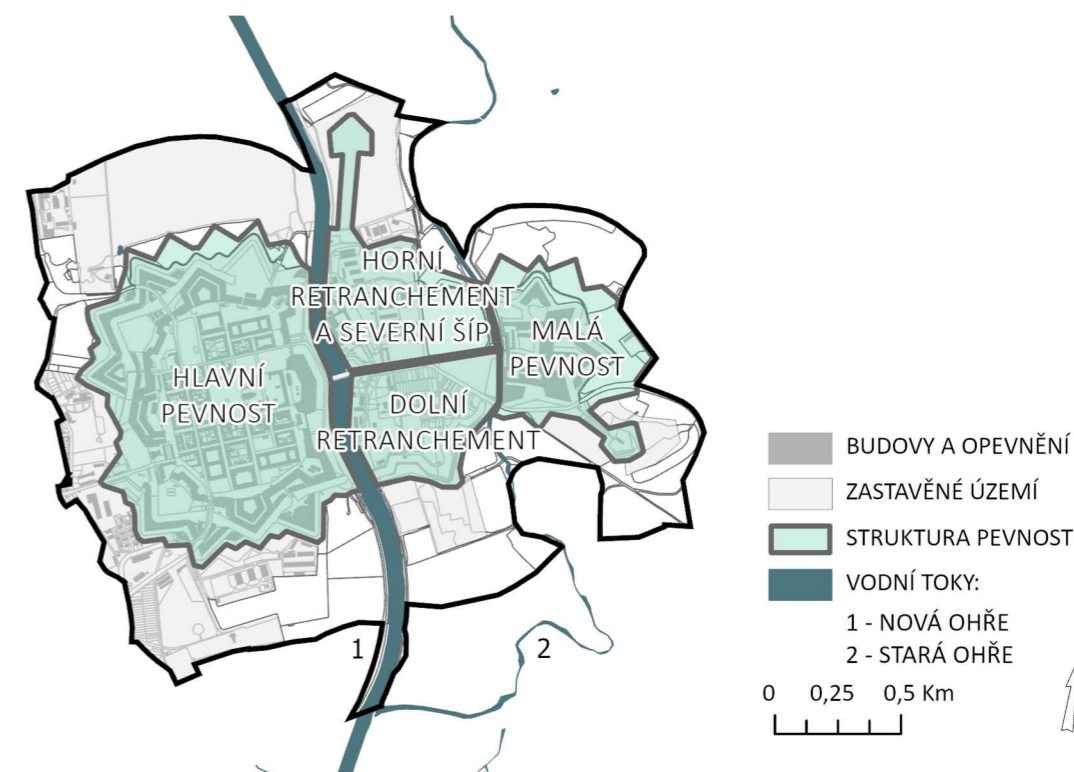 HORNÍ
RETRANCHEMENT
A SEVERNÍ ŠÍP
MALÁ
PEVNOST
HLAVNÍ
PEVNOST
DOLNÍ
RETRANCHEMENT
1
2
BUDOVY A OPEVNĚNÍ
ZASTAVĚNÉ ÚZEMÍ
STRUKTURA PEVNOST
VODNÍ TOKY:
1 - NOVÁ OHŘE
2 - STARÁ OHŘE
0 0,25 0,5 Km